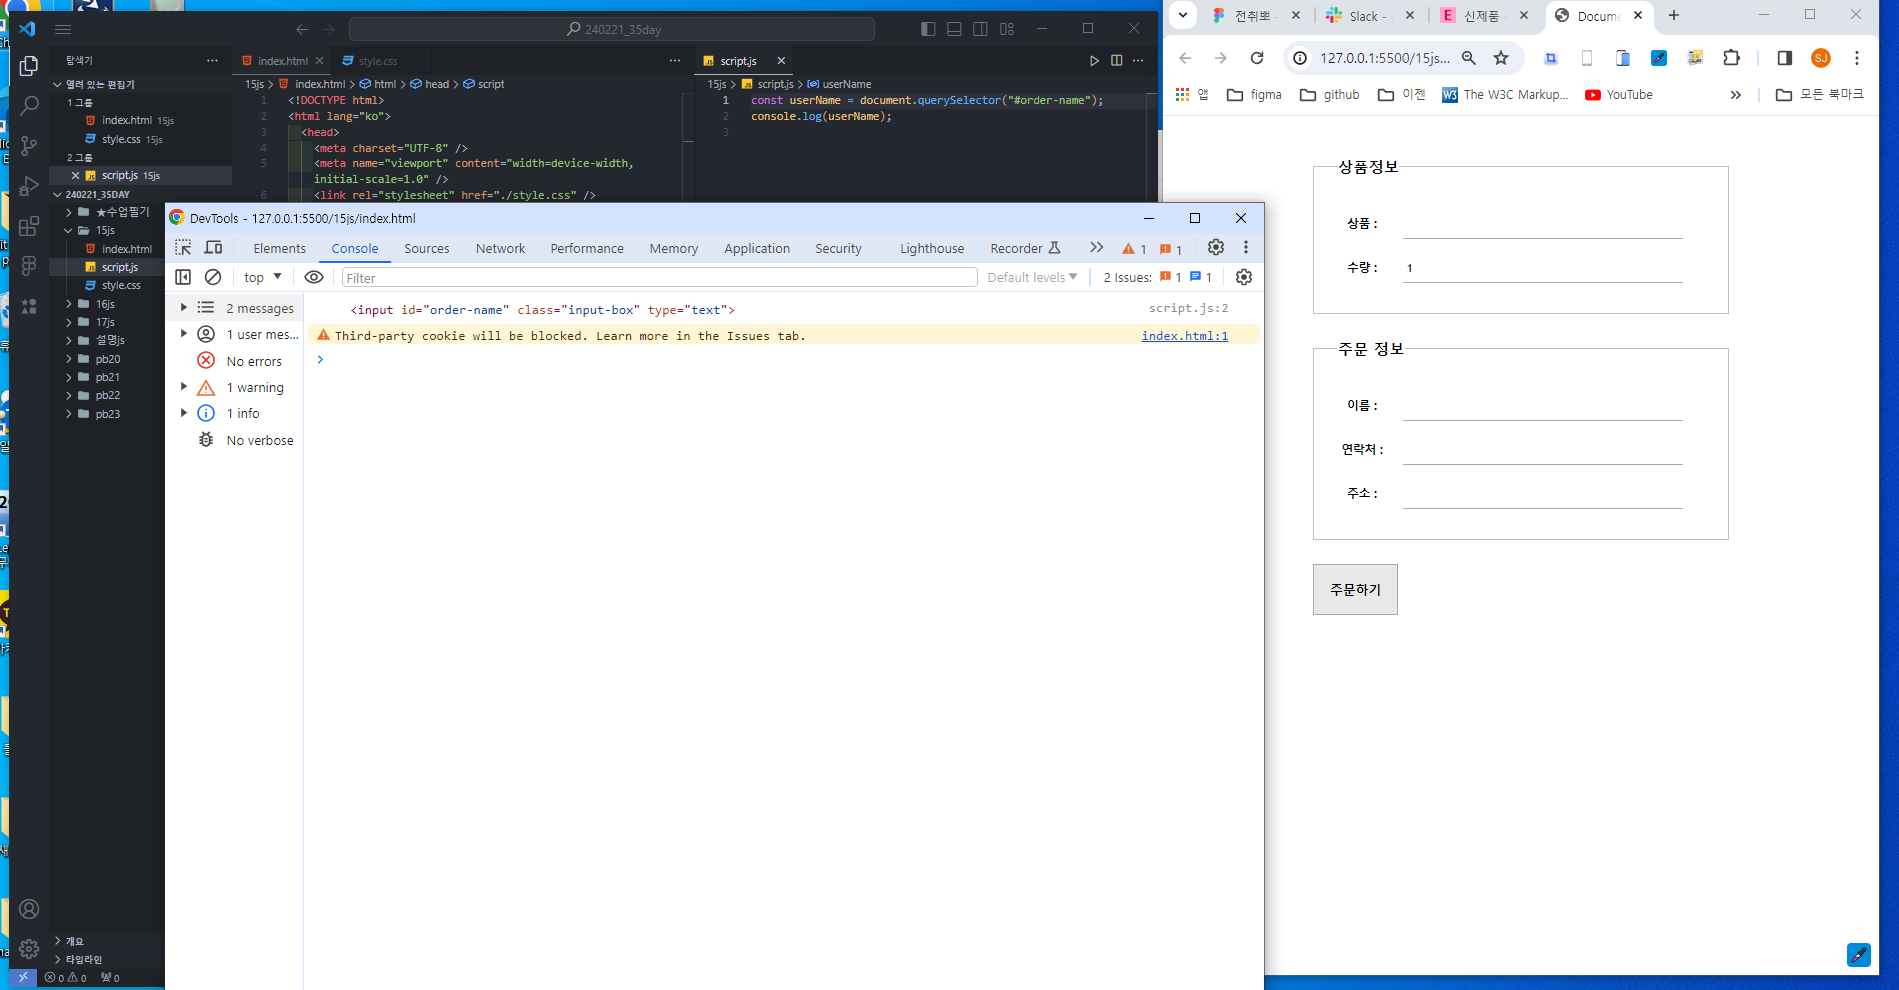 240221_35day
탐색기
열려 있는 편집기
1 그룹
index.html 15js
style.css 15js
2 그룹
script.js 15js
240221_35DAY
★수업필기
15js
index.html
script.js
style.css
16js
17js
설명js
pb20
pb21
pb22
pb23
개요
타임라인
0 0 0
index.html
style.css
15js > index.html > html > head > script
1 <!DOCTYPE html>
2 <html lang="ko">
3 <head>
4 <meta charset="UTF-8" />
5 <meta name="viewport" content="width=device-width,
initial-scale=1.0" />
6 <link rel="stylesheet" href="./style.css" />
script.js
15js > script.js > userName
1 const userName = document.querySelector("#order-name");
2 console.log(userName);
3
DevTools - 127.0.0.1:5500/15js/index.html
Elements Console Sources Network Performance Memory Application Security Lighthouse Recorder 1 1
top Filter Default levels 2 Issues: 1 1
2 messages
1 user mes...
No errors
1 warning
1 info
No verbose
<input id="order-name" class="input-box" type="text"> script.js:2
Third-party cookie will be blocked. Learn more in the Issues tab. index.html:1
전취뽀 - Slack - 신제품 Docume
127.0.0.1:5500/15js... SJ
앱 figma github 이젠 W3 The W3C Markup... YouTube 모든 북마크
상품정보
상품 :
수량 : 1
주문 정보
이름 :
연락처 :
주소 :
주문하기